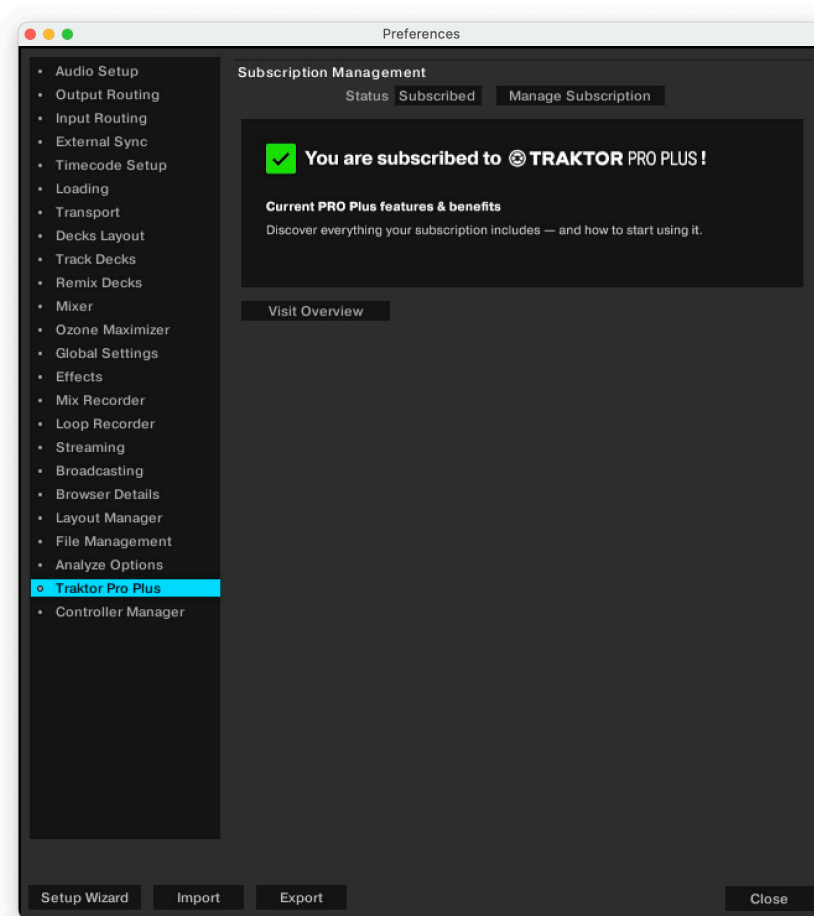 Preferences
Audio Setup
Output Routing
Input Routing
External Sync
Timecode Setup
Loading
Transport
Decks Layout
Track Decks
Remix Decks
Mixer
Ozone Maximizer
Global Settings
Effects
Mix Recorder
Loop Recorder
Streaming
Broadcasting
Browser Details
Layout Manager
File Management
Analyze Options
Traktor Pro Plus
Controller Manager
Subscription Management
Status Subscribed Manage Subscription
You are subscribed to TRAKTOR PRO PLUS!
Current PRO Plus features & benefits
Discover everything your subscription includes — and how to start using it.
Visit Overview
Setup Wizard Import Export Close